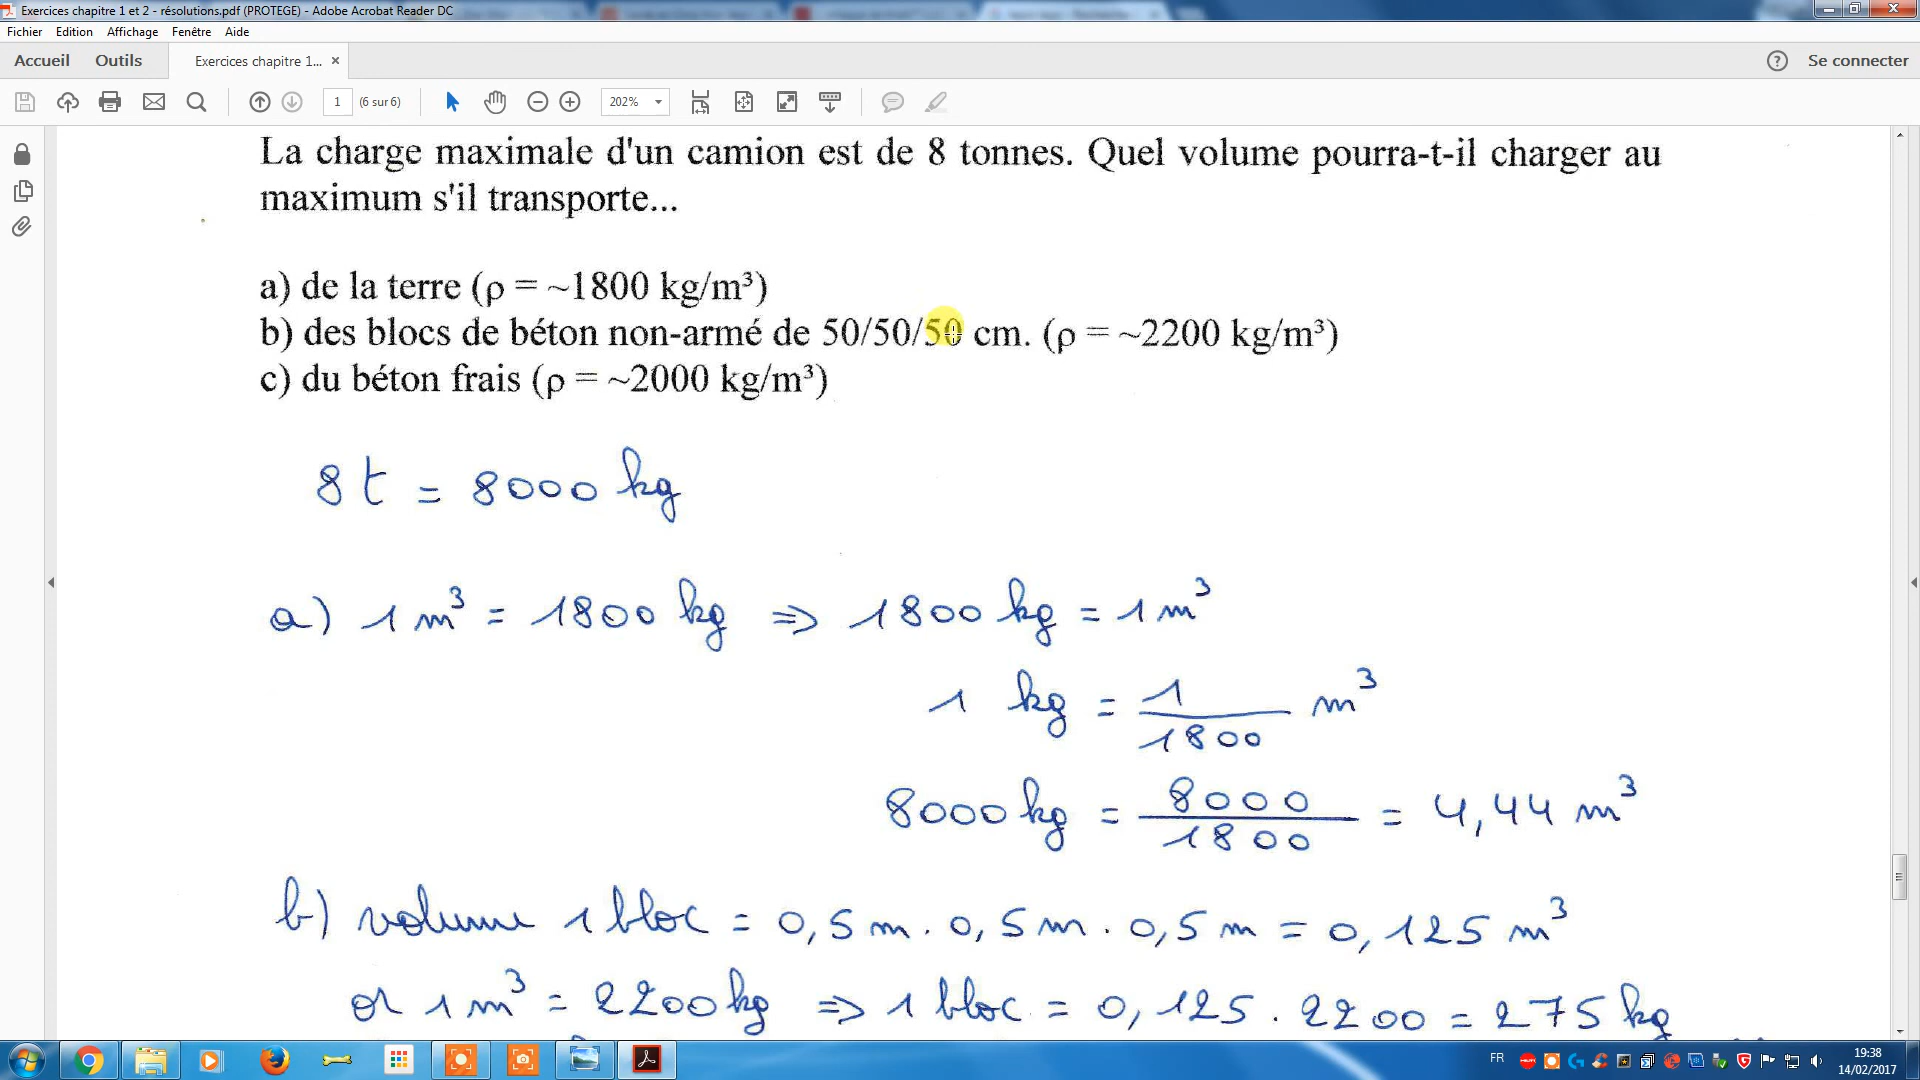 Exercices chapitre 1 et 2 - résolutions.pdf (PROTEGE) - Adobe Acrobat Reader DC
Fichier Edition Affichage Fenêtre Aide
Accueil Outils Exercices chapitre 1... × ? Se connecter
1 (6 sur 6) 202%
La charge maximale d'un camion est de 8 tonnes. Quel volume pourra-t-il charger au
maximum s'il transporte...
a) de la terre (ρ = ~1800 kg/m³)
b) des blocs de béton non-armé de 50/50/50 cm. (ρ = ~2200 kg/m³)
c) du béton frais (ρ = ~2000 kg/m³)
8 t = 8000 kg
a) 1 m³ = 1800 kg => 1800 kg = 1 m³
1 kg = 1/1800 m³
8000 kg = 8000/1800 = 4,44 m³
b) volume 1 bloc = 0,5 m . 0,5 m . 0,5 m = 0,125 m³
or 1 m³ = 2200 kg => 1 bloc = 0,125 . 2200 = 275 kg
FR 19:38
14/02/2017